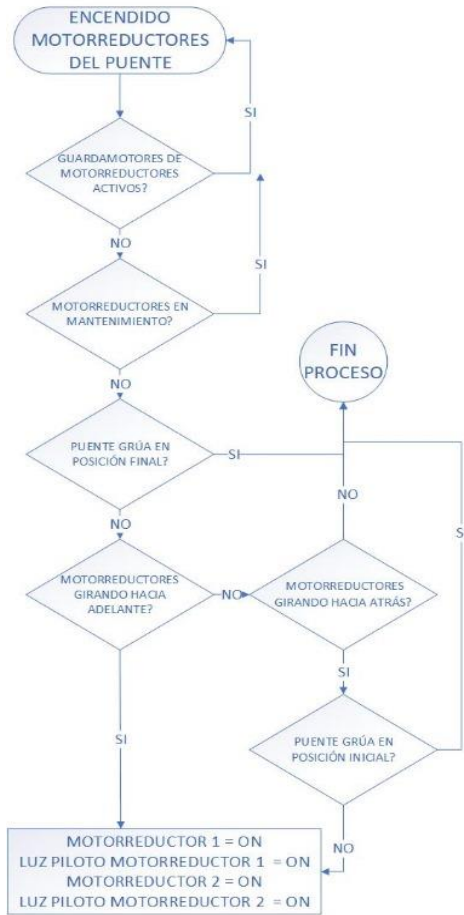 ENCENDIDO
MOTORREDUCTORES
DEL PUENTE
SI
GUARDAMOTORES DE
MOTORREDUCTORES
ACTIVOS?
NO
SI
MOTORREDUCTORES EN
MANTENIMIENTO?
FIN
PROCESO
NO
PUENTE GRÚA EN
POSICIÓN FINAL?
SI
NO
NO
S
MOTORREDUCTORES
GIRANDO HACIA
ADELANTE?
NO
MOTORREDUCTORES
GIRANDO HACIA ATRÁS?
SI
SI
PUENTE GRÚA EN
POSICIÓN INICIAL?
NO
MOTORREDUCTOR 1 = ON
LUZ PILOTO MOTORREDUCTOR 1 = ON
MOTORREDUCTOR 2 = ON
LUZ PILOTO MOTORREDUCTOR 2 = ON